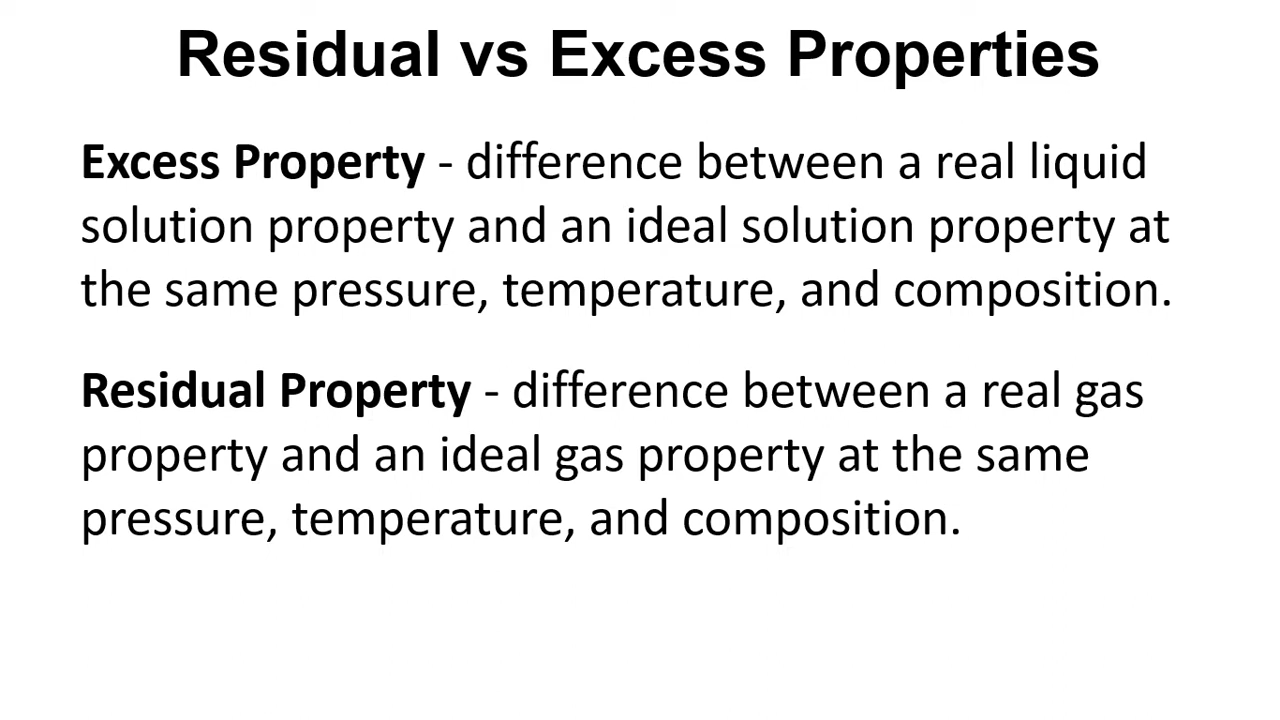 Residual vs Excess Properties
Excess Property - difference between a real liquid
solution property and an ideal solution property at
the same pressure, temperature, and composition.
Residual Property - difference between a real gas
property and an ideal gas property at the same
pressure, temperature, and composition.